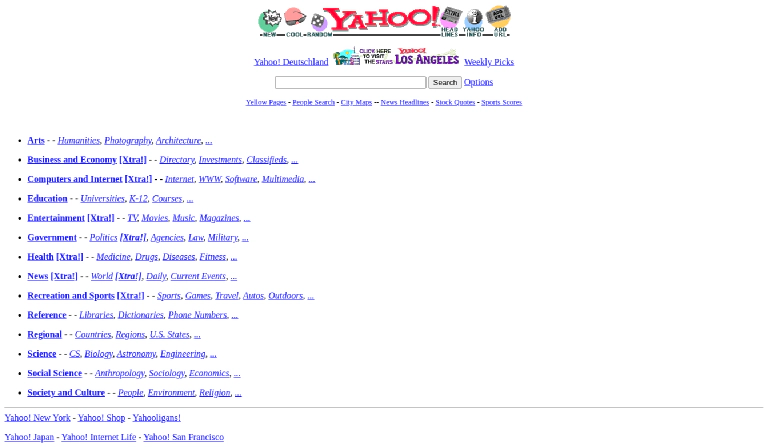 YAHOO!
NEW COOL RANDOM HEAD LINES YAHOO INFO ADD URL
Yahoo! Deutschland CLICK HERE TO VISIT THE STARS YAHOO! LOS ANGELES Weekly Picks
Search Options
Yellow Pages - People Search - City Maps -- News Headlines - Stock Quotes - Sports Scores
Arts - - Humanities, Photography, Architecture, ...
Business and Economy [Xtra!] - - Directory, Investments, Classifieds, ...
Computers and Internet [Xtra!] - - Internet, WWW, Software, Multimedia, ...
Education - - Universities, K-12, Courses, ...
Entertainment [Xtra!] - - TV, Movies, Music, Magazines, ...
Government - - Politics [Xtra!], Agencies, Law, Military, ...
Health [Xtra!] - - Medicine, Drugs, Diseases, Fitness, ...
News [Xtra!] - - World [Xtra!], Daily, Current Events, ...
Recreation and Sports [Xtra!] - - Sports, Games, Travel, Autos, Outdoors, ...
Reference - - Libraries, Dictionaries, Phone Numbers, ...
Regional - - Countries, Regions, U.S. States, ...
Science - - CS, Biology, Astronomy, Engineering, ...
Social Science - - Anthropology, Sociology, Economics, ...
Society and Culture - - People, Environment, Religion, ...
Yahoo! New York - Yahoo! Shop - Yahooligans!
Yahoo! Japan - Yahoo! Internet Life - Yahoo! San Francisco